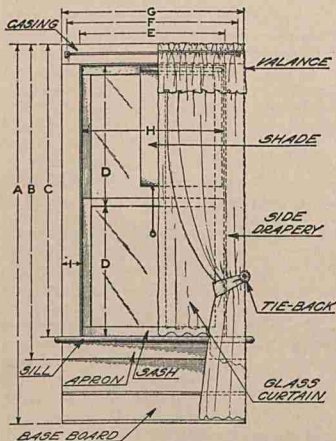 G
F
E
CASING
VALANCE
H
SHADE
A
B
C
D
SIDE
DRAPERY
I
D
TIE-BACK
SILL
APRON
SASH
GLASS
CURTAIN
BASE BOARD